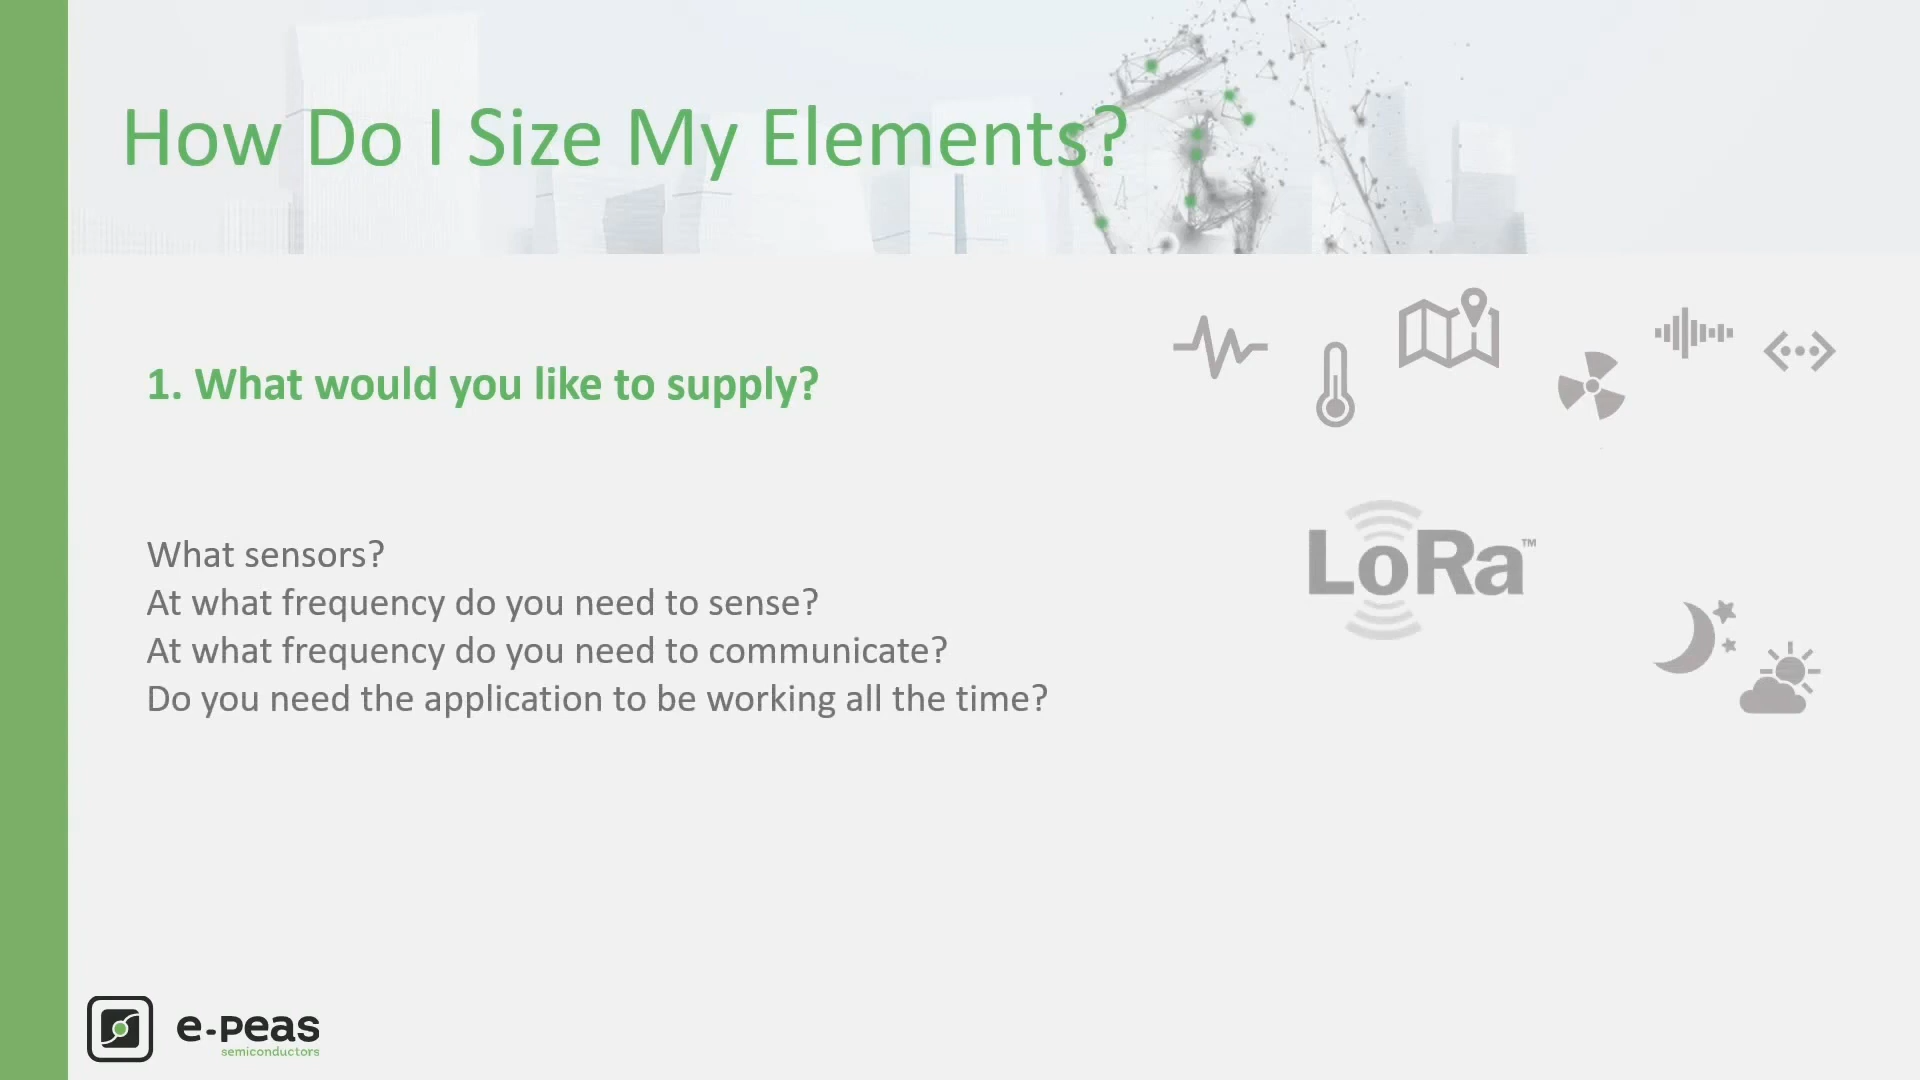 How Do I Size My Elements?
1. What would you like to supply?
What sensors?
At what frequency do you need to sense?
At what frequency do you need to communicate?
Do you need the application to be working all the time?
LoRa™
e-peas
semiconductors